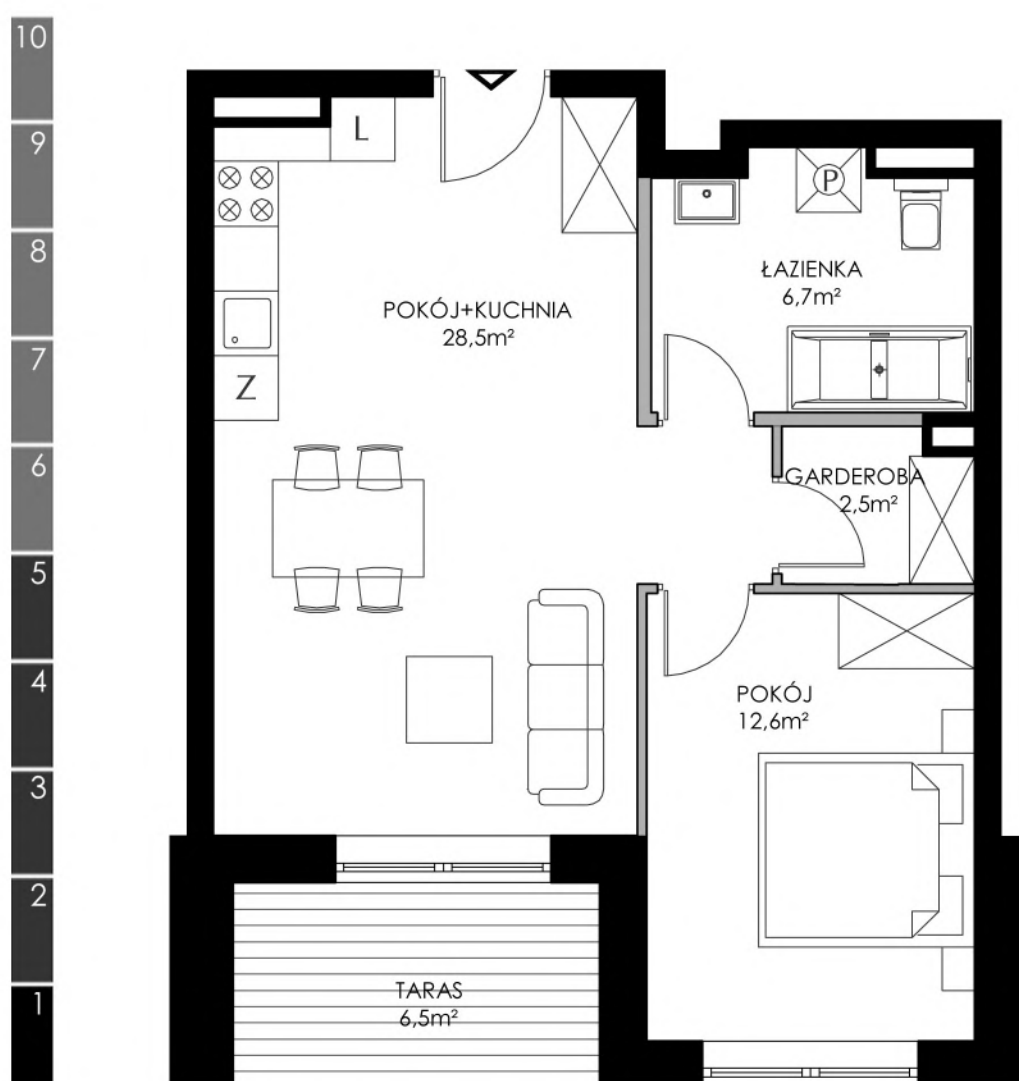 10
9
8
7
6
5
4
3
2
1
L
P
ŁAZIENKA
6,7m²
POKÓJ+KUCHNIA
28,5m²
Z
GARDEROBA
2,5m²
POKÓJ
12,6m²
TARAS
6,5m²